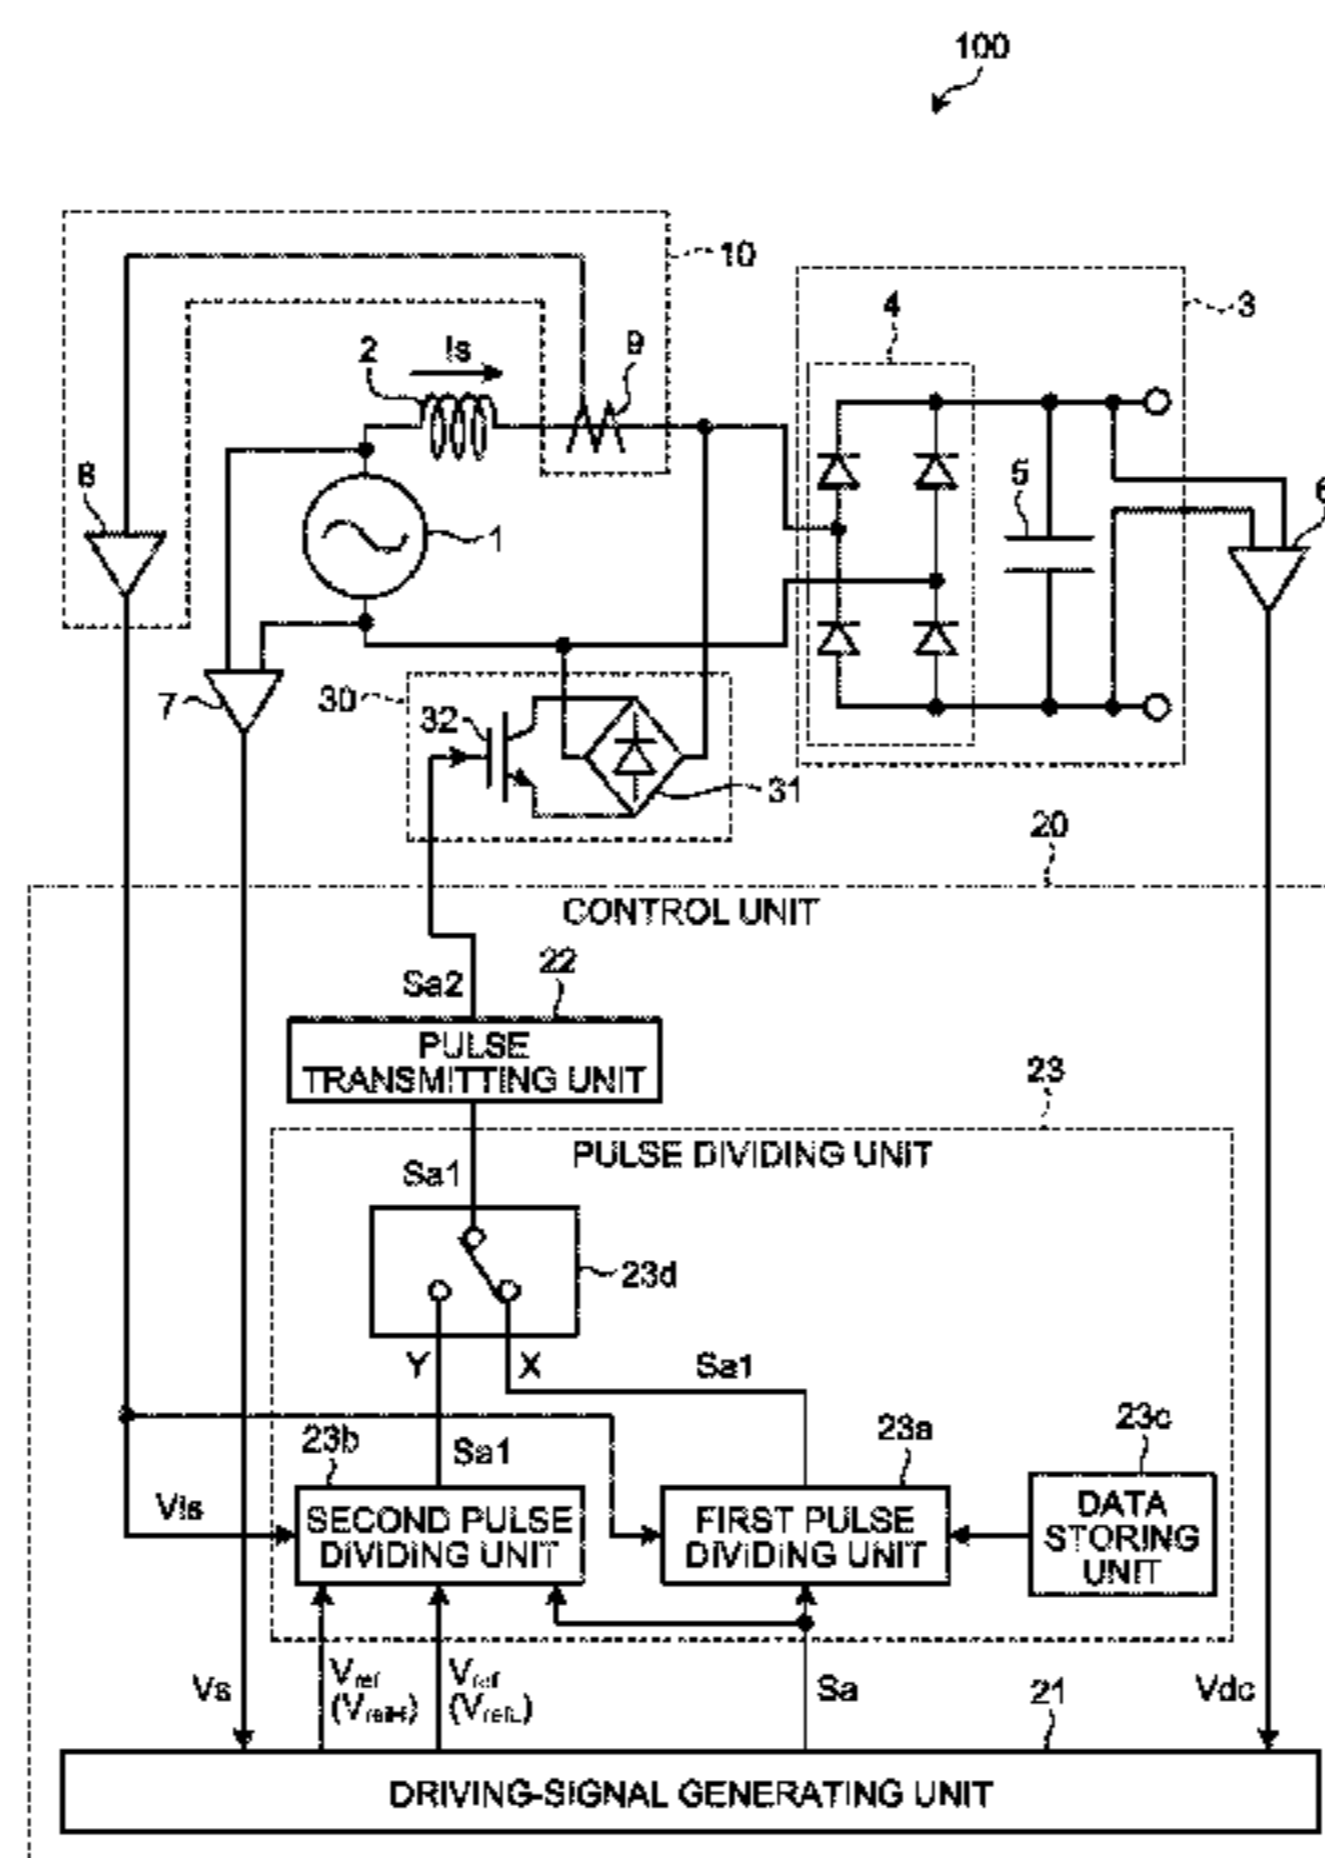 100
10
3
4
2
Is
9
8
5
6
1
7
30
32
31
20
CONTROL UNIT
22
Sa2
PULSE
TRANSMITTING UNIT
23
PULSE DIVIDING UNIT
Sa1
23d
Y
X
Sa1
23b
Sa1
23a
23c
Vis
SECOND PULSE
DIVIDING UNIT
FIRST PULSE
DIVIDING UNIT
DATA
STORING
UNIT
Vs
Vref
(VrefH)
Vref
(VrefL)
Sa
21
Vdc
DRIVING-SIGNAL GENERATING UNIT